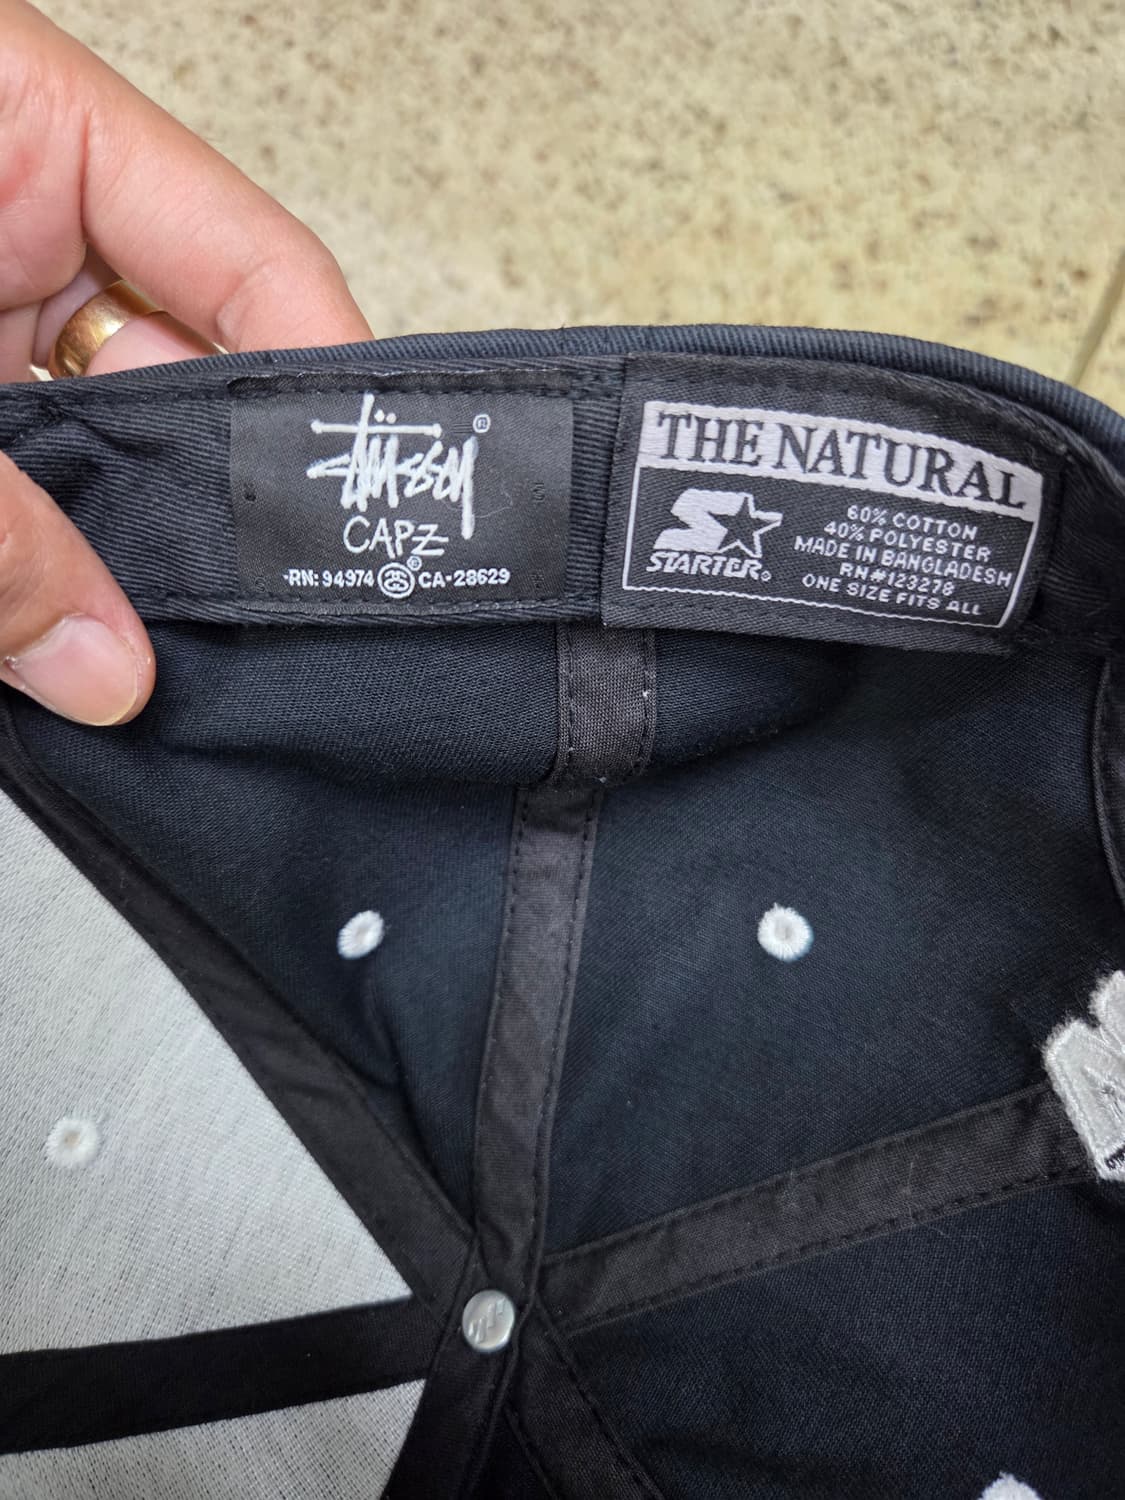 Stüssy ®
CAPZ
RN: 94974 ® CA-28629
THE NATURAL
STARTER®
60% COTTON
40% POLYESTER
MADE IN BANGLADESH
RN#123278
ONE SIZE FITS ALL